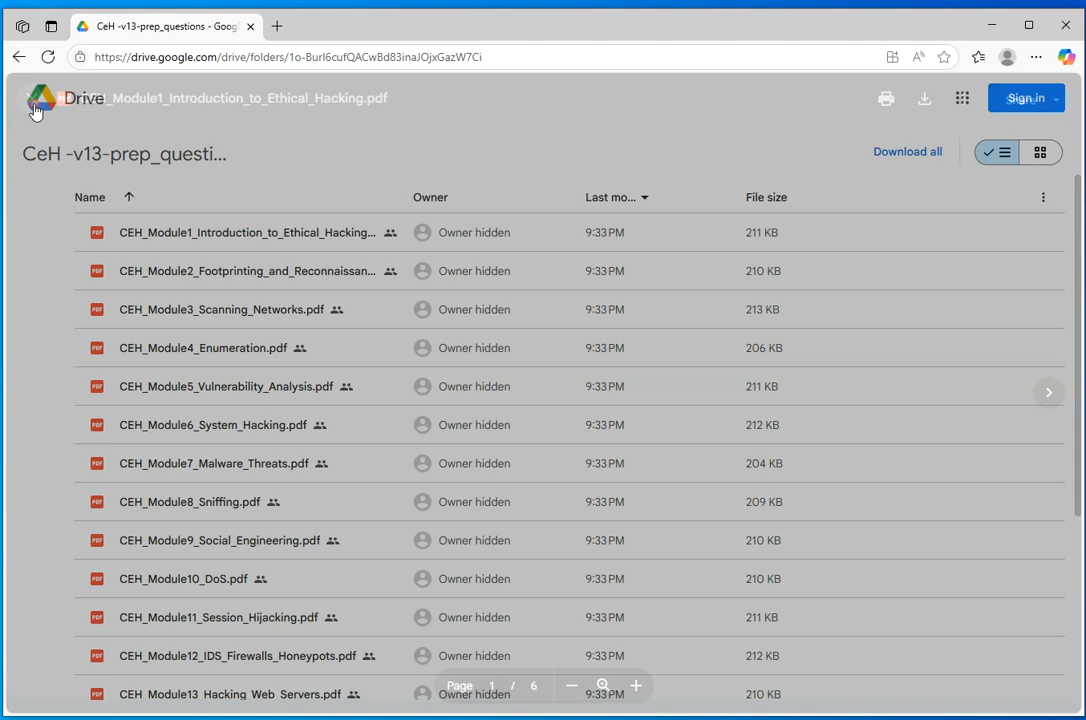 CeH -v13-prep_questions - Goog
https://drive.google.com/drive/folders/1o-BurI6cufQACwBd83inaJOjxGazW7Ci
Drive
_Module1_Introduction_to_Ethical_Hacking.pdf
Sign in
CeH -v13-prep_questi...
Download all
Name Owner Last mo... File size
CEH_Module1_Introduction_to_Ethical_Hacking... Owner hidden 9:33 PM 211 KB
CEH_Module2_Footprinting_and_Reconnaissan... Owner hidden 9:33 PM 210 KB
CEH_Module3_Scanning_Networks.pdf Owner hidden 9:33 PM 213 KB
CEH_Module4_Enumeration.pdf Owner hidden 9:33 PM 206 KB
CEH_Module5_Vulnerability_Analysis.pdf Owner hidden 9:33 PM 211 KB
CEH_Module6_System_Hacking.pdf Owner hidden 9:33 PM 212 KB
CEH_Module7_Malware_Threats.pdf Owner hidden 9:33 PM 204 KB
CEH_Module8_Sniffing.pdf Owner hidden 9:33 PM 209 KB
CEH_Module9_Social_Engineering.pdf Owner hidden 9:33 PM 210 KB
CEH_Module10_DoS.pdf Owner hidden 9:33 PM 210 KB
CEH_Module11_Session_Hijacking.pdf Owner hidden 9:33 PM 211 KB
CEH_Module12_IDS_Firewalls_Honeypots.pdf Owner hidden 9:33 PM 212 KB
CEH_Module13_Hacking_Web_Servers.pdf Owner hidden 9:33 PM 210 KB
Page 1 / 6